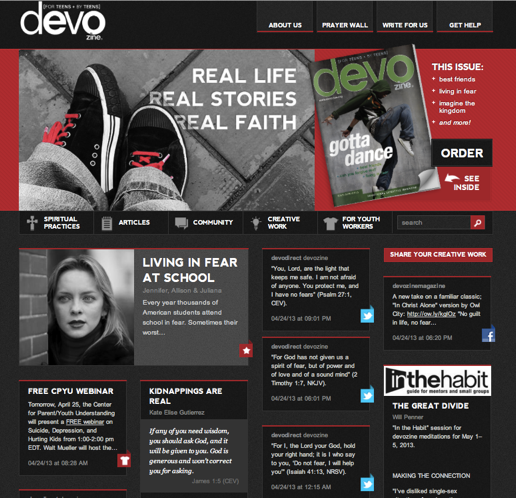 [FOR TEENS + BY TEENS]
devo
zine.
ABOUT US
PRAYER WALL
WRITE FOR US
GET HELP
REAL LIFE
REAL STORIES
REAL FAITH
devo
zine.
gotta
dance
THIS ISSUE:
+ best friends
+ living in fear
+ imagine the
kingdom
+ and more!
ORDER
SEE
INSIDE
SPIRITUAL
PRACTICES
ARTICLES
COMMUNITY
CREATIVE
WORK
FOR YOUTH
WORKERS
search
LIVING IN FEAR
AT SCHOOL
Jennifer, Allison & Juliana
Every year thousands of
American students attend
school in fear. Sometimes their
worst...
FREE CPYU WEBINAR
Tomorrow, April 25, the Center
for Parent/Youth Understanding
will present a FREE webinar on
Suicide, Depression, and
Hurting Kids from 1:00-2:00 pm
EDT. Walt Mueller will host the...
04/24/13 at 08:28 AM
KIDNAPPINGS ARE
REAL
Kate Elise Gutierrez
If any of you need wisdom,
you should ask God, and it
will be given to you. God is
generous and won't correct
you for asking.
James 1:5 (CEV)
devodirect devozine
"You, Lord, are the light that
keeps me safe. I am not afraid
of anyone. You protect me, and
I have no fears" (Psalm 27:1,
CEV).
04/24/13 at 09:01 PM
devodirect devozine
"For God has not given us a
spirit of fear, but of power and
of love and of a sound mind" (2
Timothy 1:7, NKJV).
04/24/13 at 06:01 PM
devodirect devozine
"For I, the Lord your God, hold
your right hand; it is I who say
to you, 'Do not fear, I will help
you'" (Isaiah 41:13, NRSV).
04/24/13 at 12:15 AM
SHARE YOUR CREATIVE WORK
devozinemagazine
A new take on a familiar classic;
"In Christ Alone" version by Owl
City: http://ow.ly/kglOz "No guilt
in life, no fear...
04/24/13 at 06:20 PM
inthehabit
guide for mentors and small groups
THE GREAT DIVIDE
Will Penner
"In the Habit" session for
devozine meditations for May 1–
5, 2013.
MAKING THE CONNECTION
"I've disliked single-sex